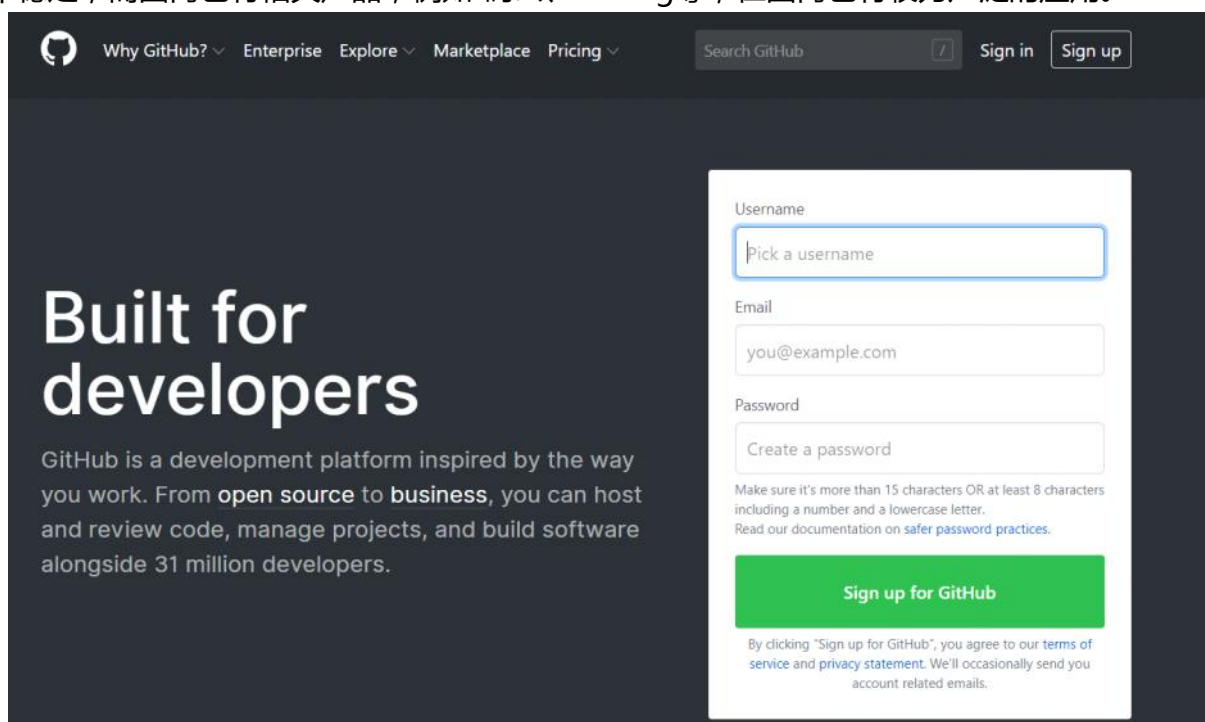 Why GitHub? Enterprise Explore Marketplace Pricing Search GitHub / Sign in Sign up
Username
Pick a username
Built for
developers
GitHub is a development platform inspired by the way
you work. From open source to business, you can host
and review code, manage projects, and build software
alongside 31 million developers.
Email
you@example.com
Password
Create a password
Make sure it's more than 15 characters OR at least 8 characters
including a number and a lowercase letter.
Read our documentation on safer password practices.
Sign up for GitHub
By clicking "Sign up for GitHub", you agree to our terms of
service and privacy statement. We'll occasionally send you
account related emails.